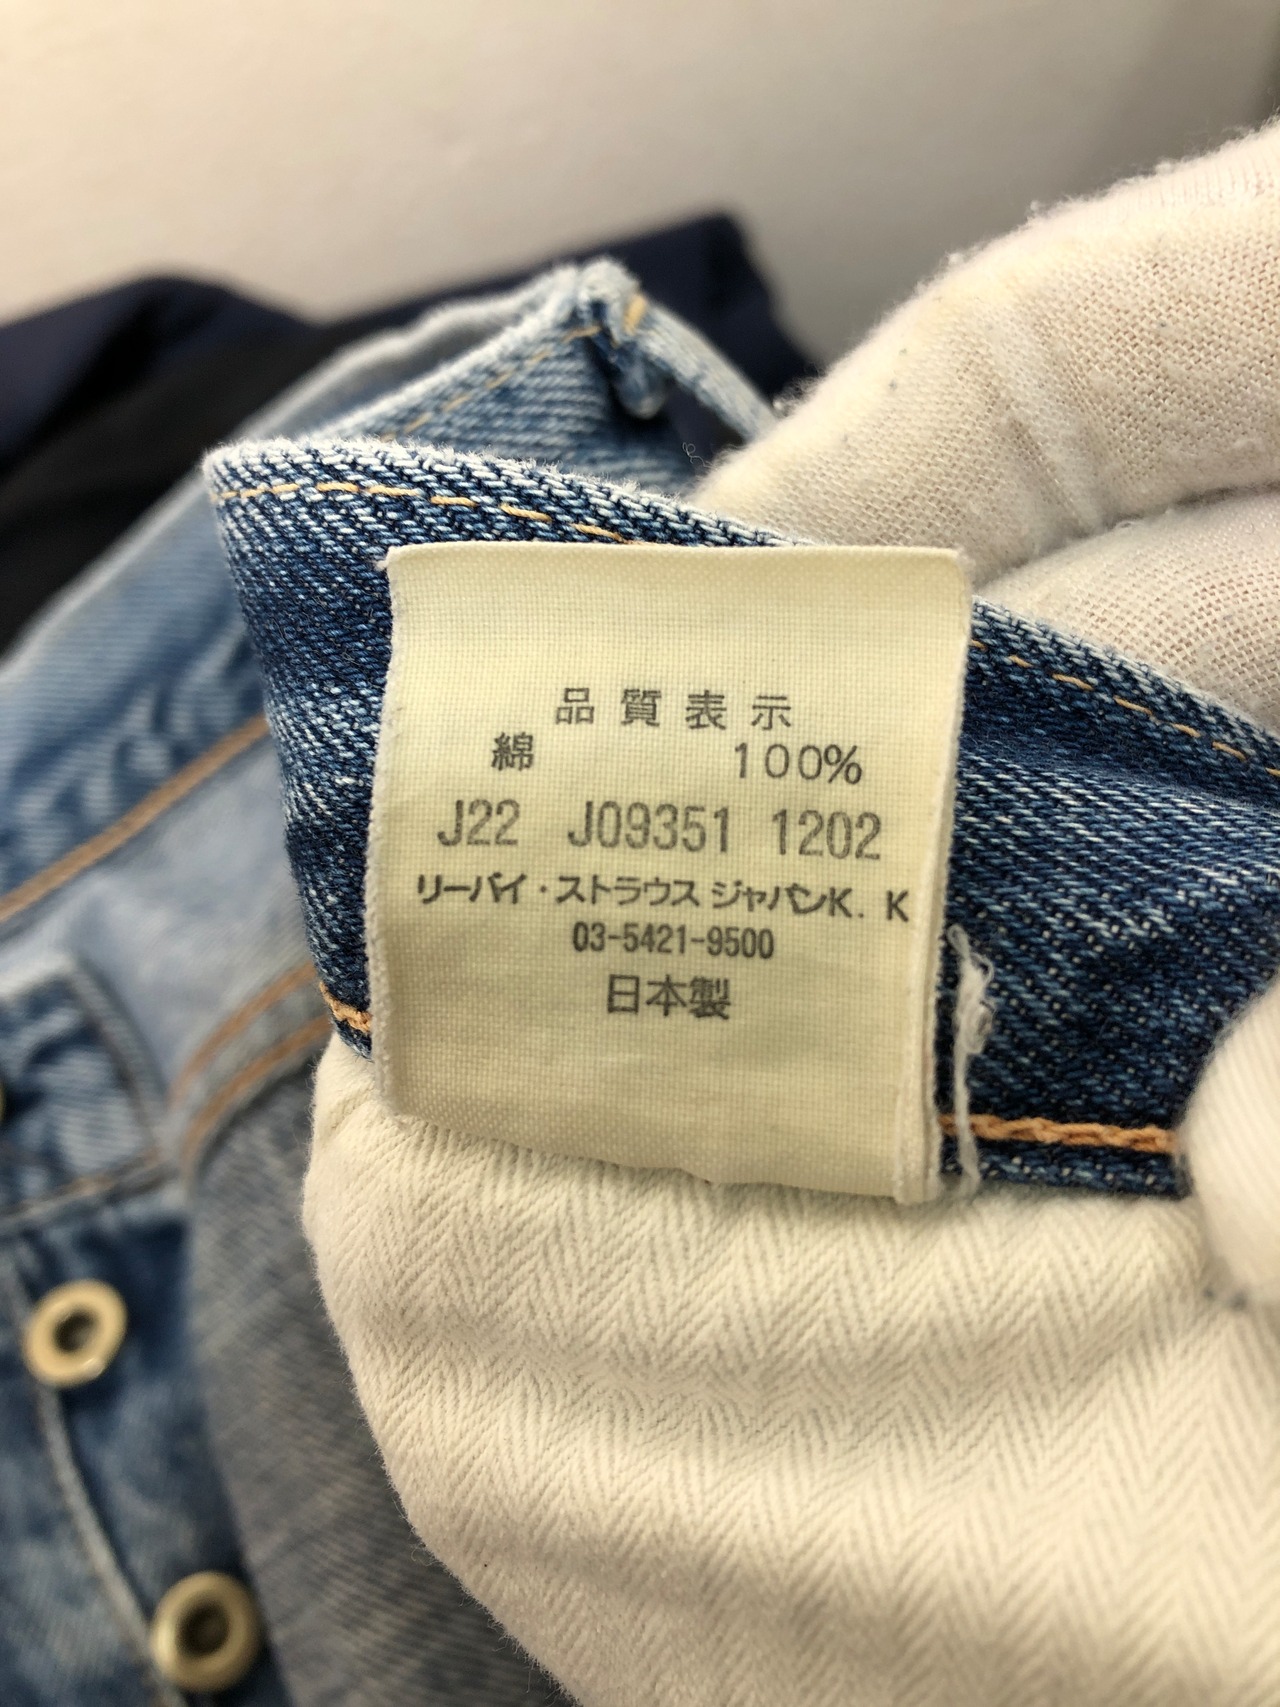 品質表示
綿 100%
J22 J09351 1202
リーバイ・ストラウス ジャパンK. K
03-5421-9500
日本製